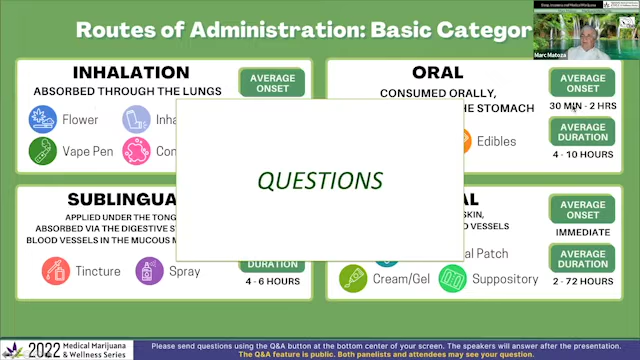 Routes of Administration: Basic Categor
Marc Matoza
INHALATION
ABSORBED THROUGH THE LUNGS
Flower
Inha
Vape Pen
Con
AVERAGE
ONSET
ORAL
CONSUMED ORALLY,
THE STOMACH
Edibles
AVERAGE
ONSET
30 MIN - 2 HRS
AVERAGE
DURATION
4 - 10 HOURS
QUESTIONS
SUBLINGUA
APPLIED UNDER THE TONG
ABSORBED VIA THE DIGESTIVE S
BLOOD VESSELS IN THE MUCOUS M
Tincture
Spray
DURATION
4 - 6 HOURS
AL
SKIN,
D VESSELS
al Patch
Cream/Gel
Suppository
AVERAGE
ONSET
IMMEDIATE
AVERAGE
DURATION
2 - 72 HOURS
2022 Medical Marijuana
& Wellness Series
Please send questions using the Q&A button at the bottom center of your screen. The speakers will answer after the presentation.
The Q&A feature is public. Both panelists and attendees may see your question.